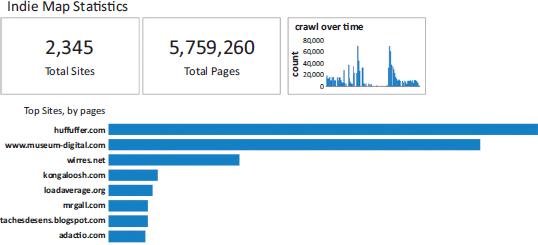 Indie Map Statistics
2,345
Total Sites
5,759,260
Total Pages
crawl over time
count
80,000
60,000
40,000
20,000
0
Top Sites, by pages
huffuffer.com
www.museum-digital.com
wirres.net
kongaloosh.com
loadaverage.org
mrgall.com
tachesdesens.blogspot.com
adactio.com